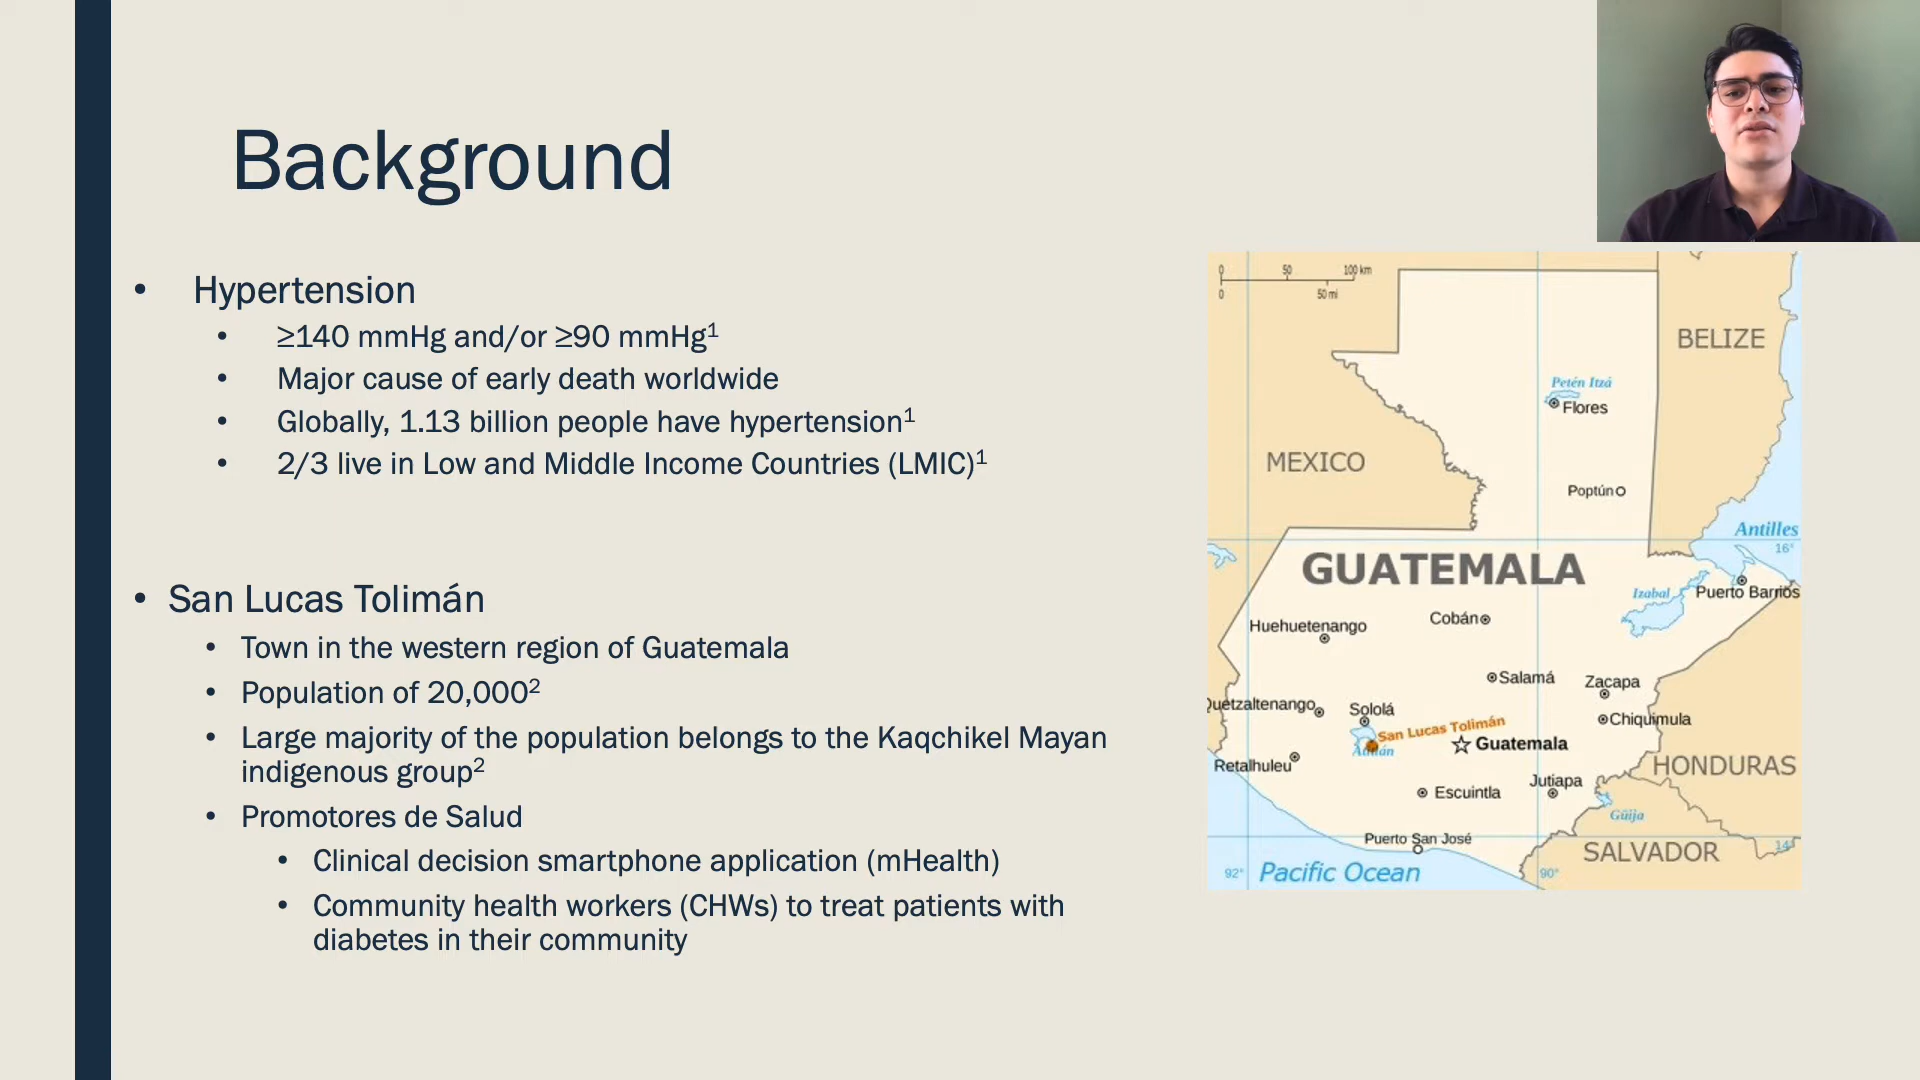 Background
• Hypertension
• ≥140 mmHg and/or ≥90 mmHg¹
• Major cause of early death worldwide
• Globally, 1.13 billion people have hypertension¹
• 2/3 live in Low and Middle Income Countries (LMIC)¹
• San Lucas Tolimán
• Town in the western region of Guatemala
• Population of 20,000²
• Large majority of the population belongs to the Kaqchikel Mayan
indigenous group²
• Promotores de Salud
• Clinical decision smartphone application (mHealth)
• Community health workers (CHWs) to treat patients with
diabetes in their community
0 50 100 km
0 50 mi
BELIZE
Petén Itzá
Flores
MEXICO
Poptún
Antilles
16°
GUATEMALA
Izabal
Puerto Barrios
Cobán
Huehuetenango
Salamá
Zacapa
Quetzaltenango
Sololá
Chiquimula
San Lucas Tolimán
Guatemala
Atitlán
Retalhuleu
HONDURAS
Jutiapa
Escuintla
Güija
Puerto San José
SALVADOR
14°
92°
Pacific Ocean
90°